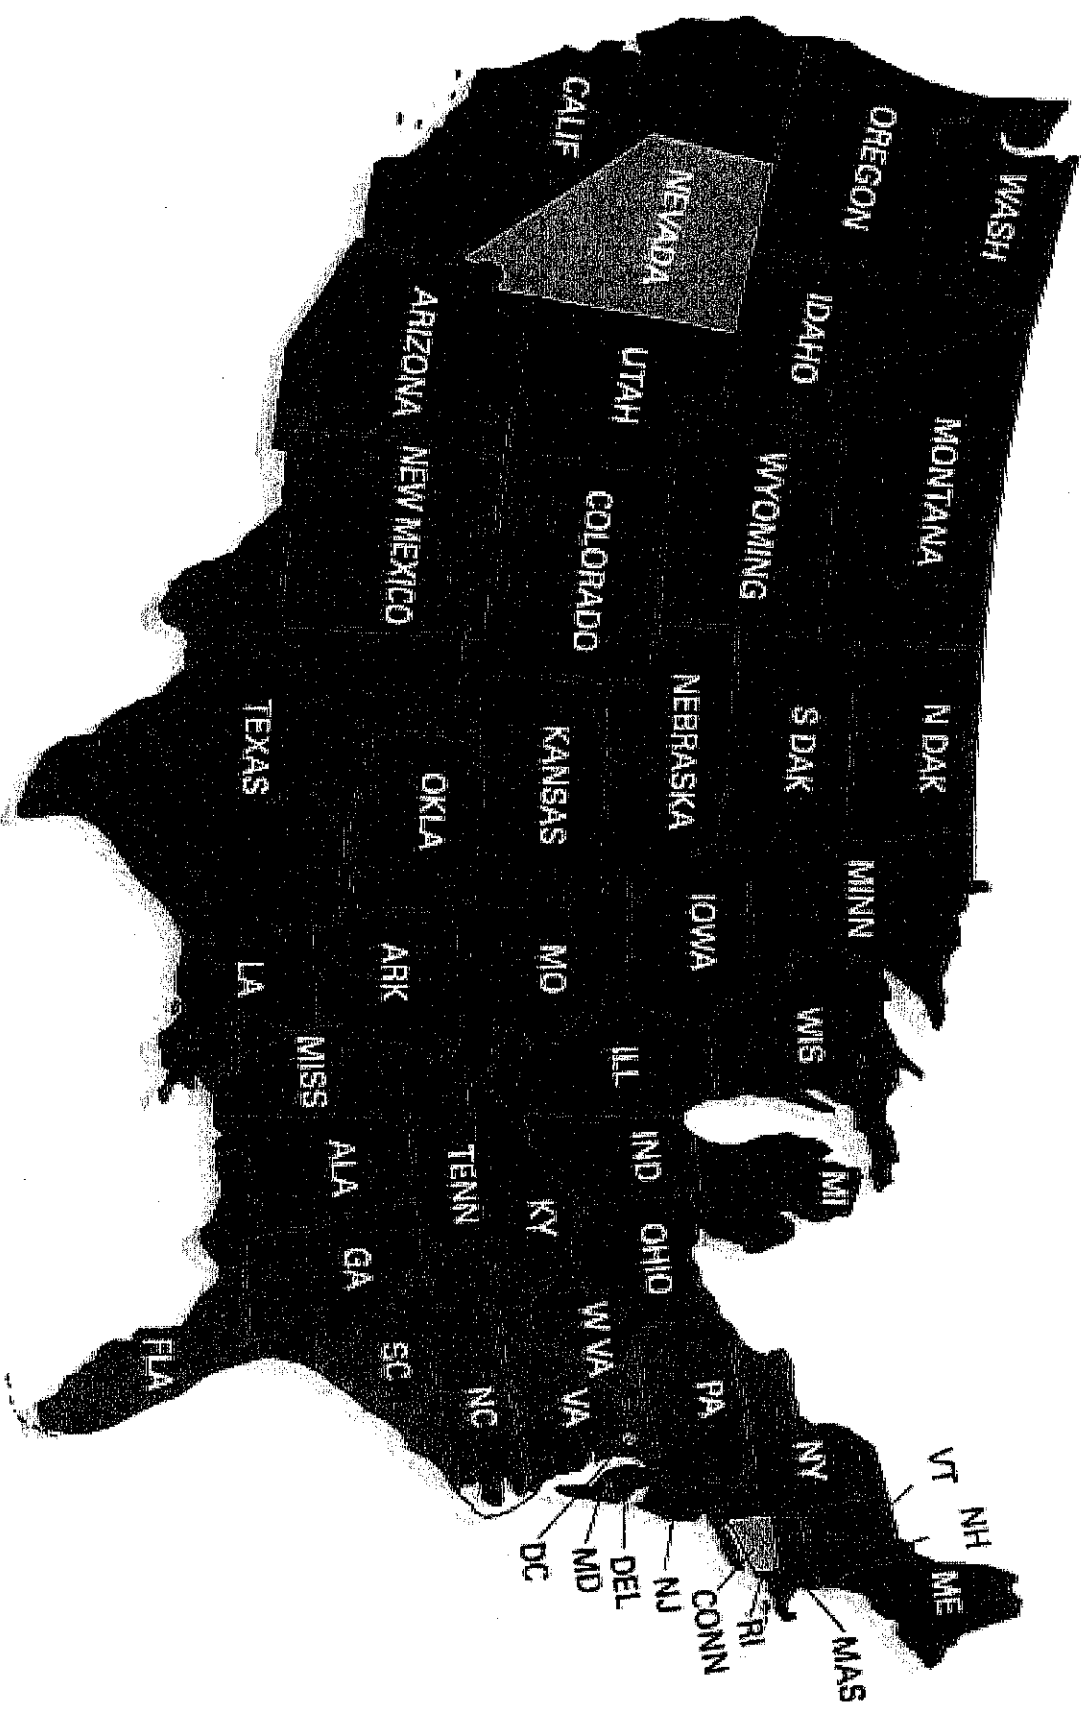 WASH
OREGON
CALIF
NEVADA
IDAHO
MONTANA
WYOMING
UTAH
COLORADO
ARIZONA
NEW MEXICO
N DAK
S DAK
NEBRASKA
KANSAS
OKLA
TEXAS
MINN
IOWA
MO
ARK
LA
WIS
ILL
MISS
MI
IND
OHIO
KY
TENN
ALA
GA
FLA
SC
NC
VA
W VA
PA
NY
VT
NH
ME
MAS
RI
CONN
NJ
DEL
MD
DC